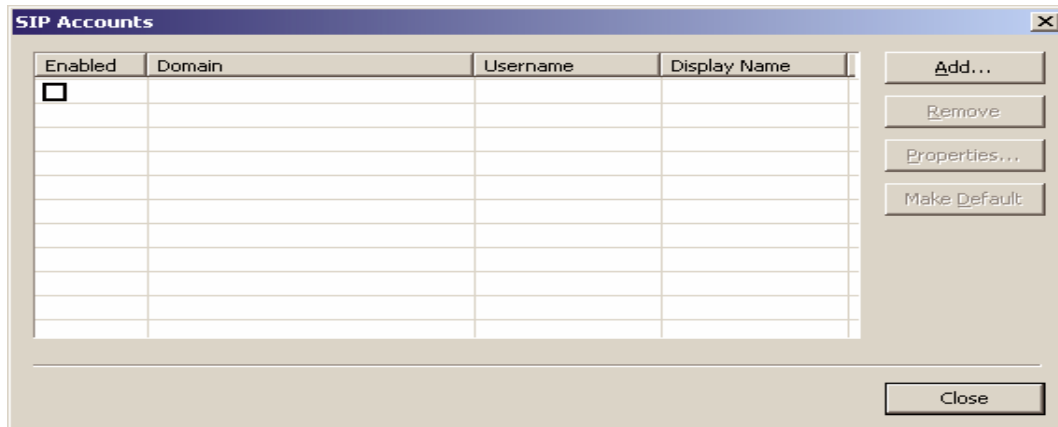 SIP Accounts
Enabled Domain Username Display Name
Add...
Remove
Properties...
Make Default
Close